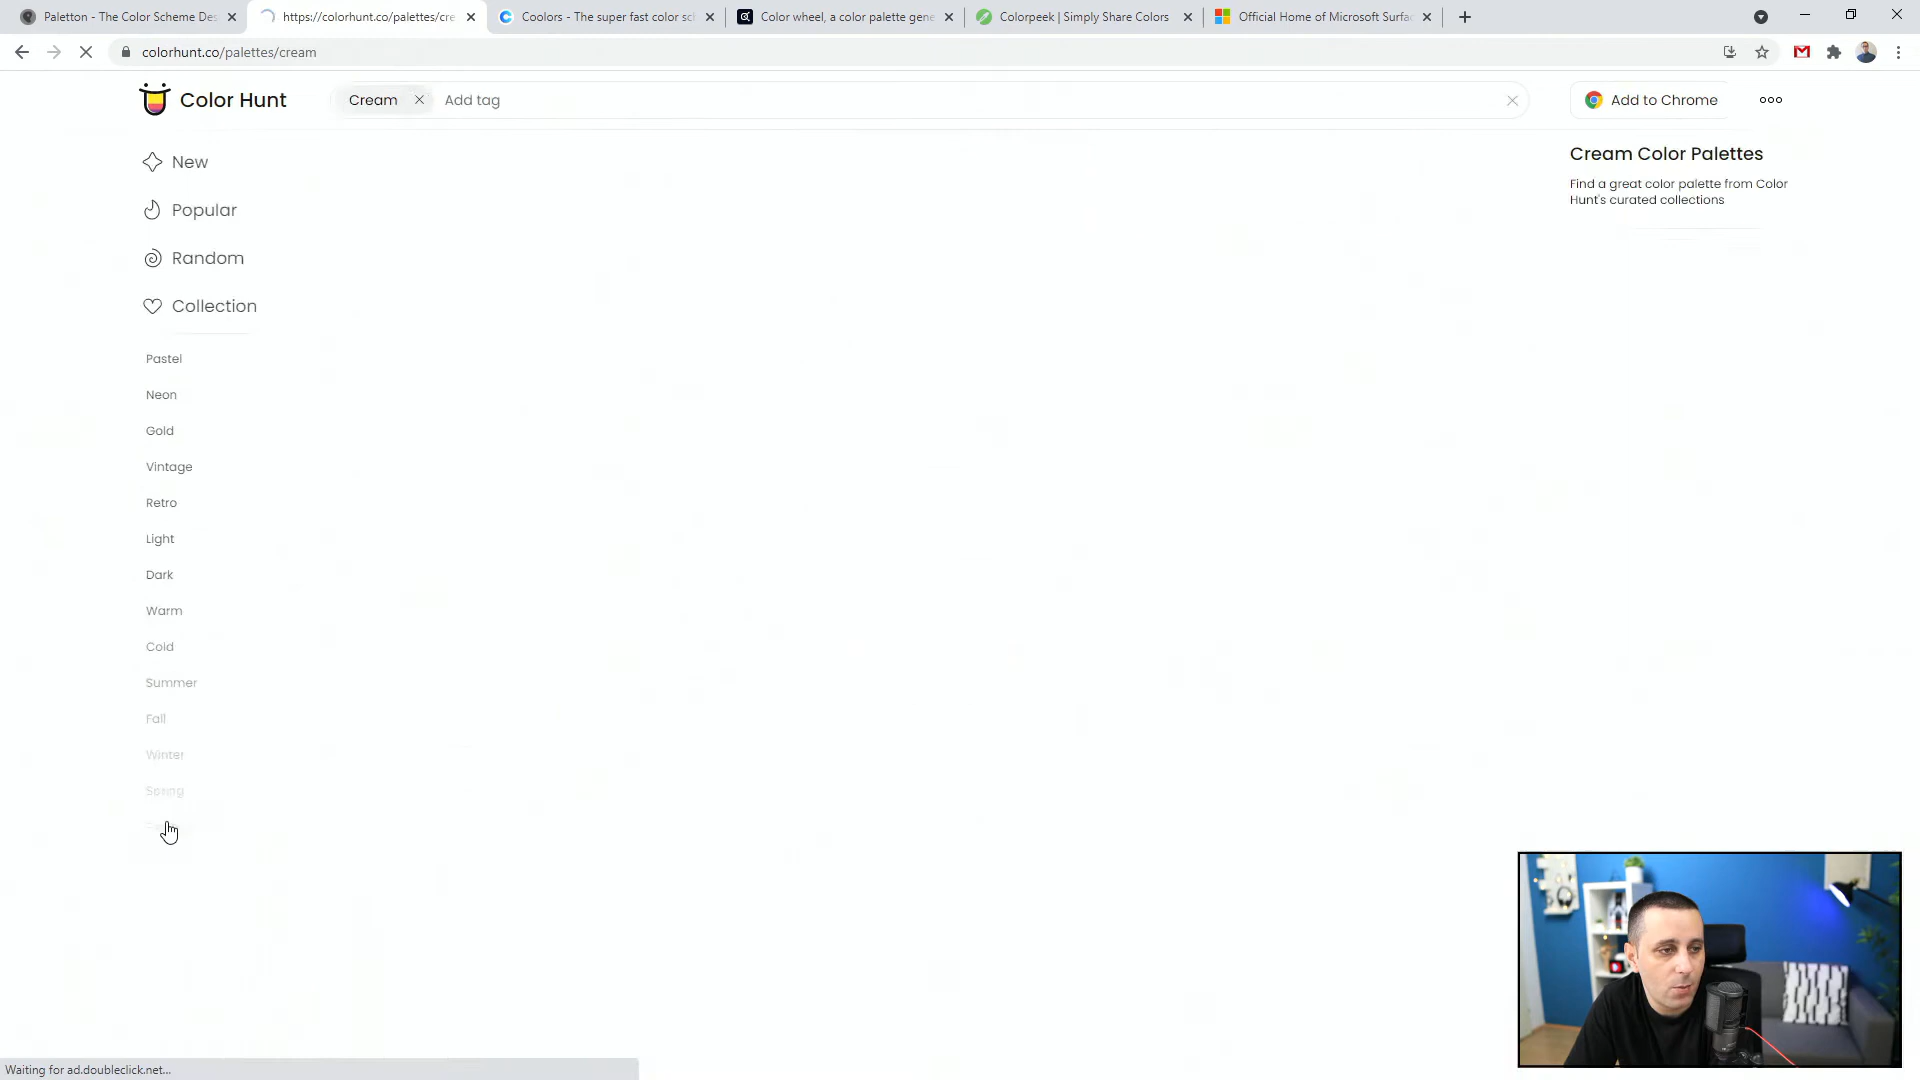 Paletton - The Color Scheme Des
https://colorhunt.co/palettes/cre
Coolors - The super fast color sc
Color wheel, a color palette gene
Colorpeek | Simply Share Colors
Official Home of Microsoft Surfa
colorhunt.co/palettes/cream
Color Hunt
Cream
Add tag
Add to Chrome
New
Popular
Random
Collection
Pastel
Neon
Gold
Vintage
Retro
Light
Dark
Warm
Cold
Summer
Fall
Winter
Spring
Cream Color Palettes
Find a great color palette from Color
Hunt's curated collections
Waiting for ad.doubleclick.net...